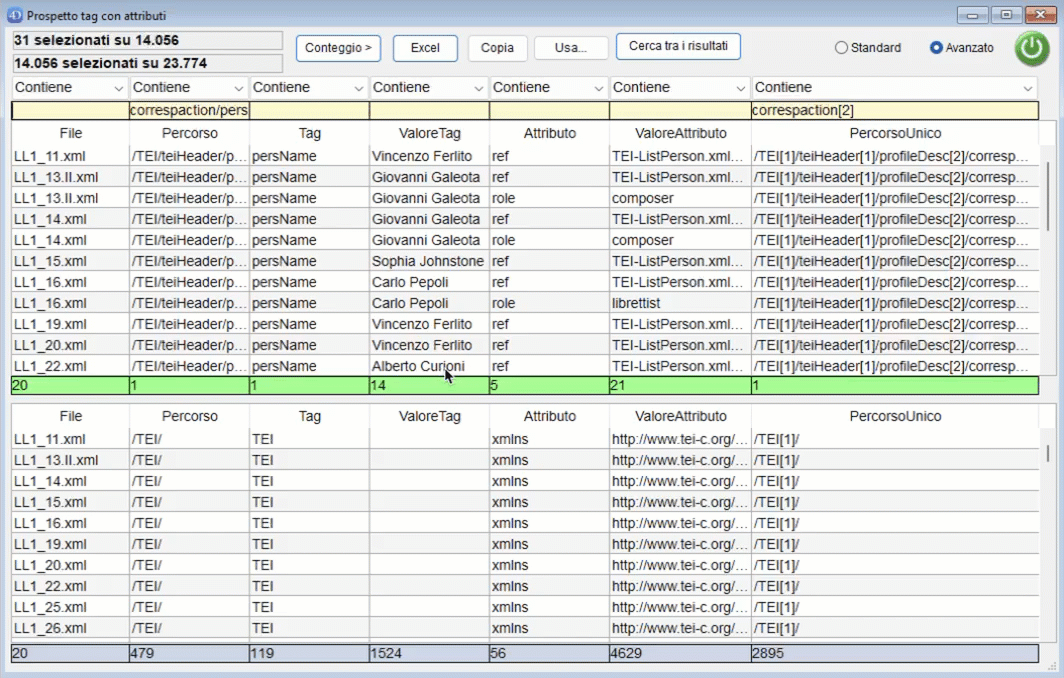 Prospetto tag con attributi
31 selezionati su 14.056
14.056 selezionati su 23.774
Conteggio > Excel Copia Usa... Cerca tra i risultati Standard Avanzato
Contiene Contiene Contiene Contiene Contiene Contiene Contiene
correspaction/pers correspaction[2]
File Percorso Tag ValoreTag Attributo ValoreAttributo PercorsoUnico
LL1_11.xml /TEI/teiHeader/p... persName Vincenzo Ferlito ref TEI-ListPerson.xml... /TEI[1]/teiHeader[1]/profileDesc[2]/corresp...
LL1_13.II.xml /TEI/teiHeader/p... persName Giovanni Galeota ref TEI-ListPerson.xml... /TEI[1]/teiHeader[1]/profileDesc[2]/corresp...
LL1_13.II.xml /TEI/teiHeader/p... persName Giovanni Galeota role composer /TEI[1]/teiHeader[1]/profileDesc[2]/corresp...
LL1_14.xml /TEI/teiHeader/p... persName Giovanni Galeota ref TEI-ListPerson.xml... /TEI[1]/teiHeader[1]/profileDesc[2]/corresp...
LL1_14.xml /TEI/teiHeader/p... persName Giovanni Galeota role composer /TEI[1]/teiHeader[1]/profileDesc[2]/corresp...
LL1_15.xml /TEI/teiHeader/p... persName Sophia Johnstone ref TEI-ListPerson.xml... /TEI[1]/teiHeader[1]/profileDesc[2]/corresp...
LL1_16.xml /TEI/teiHeader/p... persName Carlo Pepoli ref TEI-ListPerson.xml... /TEI[1]/teiHeader[1]/profileDesc[2]/corresp...
LL1_16.xml /TEI/teiHeader/p... persName Carlo Pepoli role librettist /TEI[1]/teiHeader[1]/profileDesc[2]/corresp...
LL1_19.xml /TEI/teiHeader/p... persName Vincenzo Ferlito ref TEI-ListPerson.xml... /TEI[1]/teiHeader[1]/profileDesc[2]/corresp...
LL1_20.xml /TEI/teiHeader/p... persName Vincenzo Ferlito ref TEI-ListPerson.xml... /TEI[1]/teiHeader[1]/profileDesc[2]/corresp...
LL1_22.xml /TEI/teiHeader/p... persName Alberto Curioni ref TEI-ListPerson.xml... /TEI[1]/teiHeader[1]/profileDesc[2]/corresp...
20 1 1 14 5 21 1
File Percorso Tag ValoreTag Attributo ValoreAttributo PercorsoUnico
LL1_11.xml /TEI/ TEI xmlns http://www.tei-c.org/... /TEI[1]/
LL1_13.II.xml /TEI/ TEI xmlns http://www.tei-c.org/... /TEI[1]/
LL1_14.xml /TEI/ TEI xmlns http://www.tei-c.org/... /TEI[1]/
LL1_15.xml /TEI/ TEI xmlns http://www.tei-c.org/... /TEI[1]/
LL1_16.xml /TEI/ TEI xmlns http://www.tei-c.org/... /TEI[1]/
LL1_19.xml /TEI/ TEI xmlns http://www.tei-c.org/... /TEI[1]/
LL1_20.xml /TEI/ TEI xmlns http://www.tei-c.org/... /TEI[1]/
LL1_22.xml /TEI/ TEI xmlns http://www.tei-c.org/... /TEI[1]/
LL1_25.xml /TEI/ TEI xmlns http://www.tei-c.org/... /TEI[1]/
LL1_26.xml /TEI/ TEI xmlns http://www.tei-c.org/... /TEI[1]/
20 479 119 1524 56 4629 2895